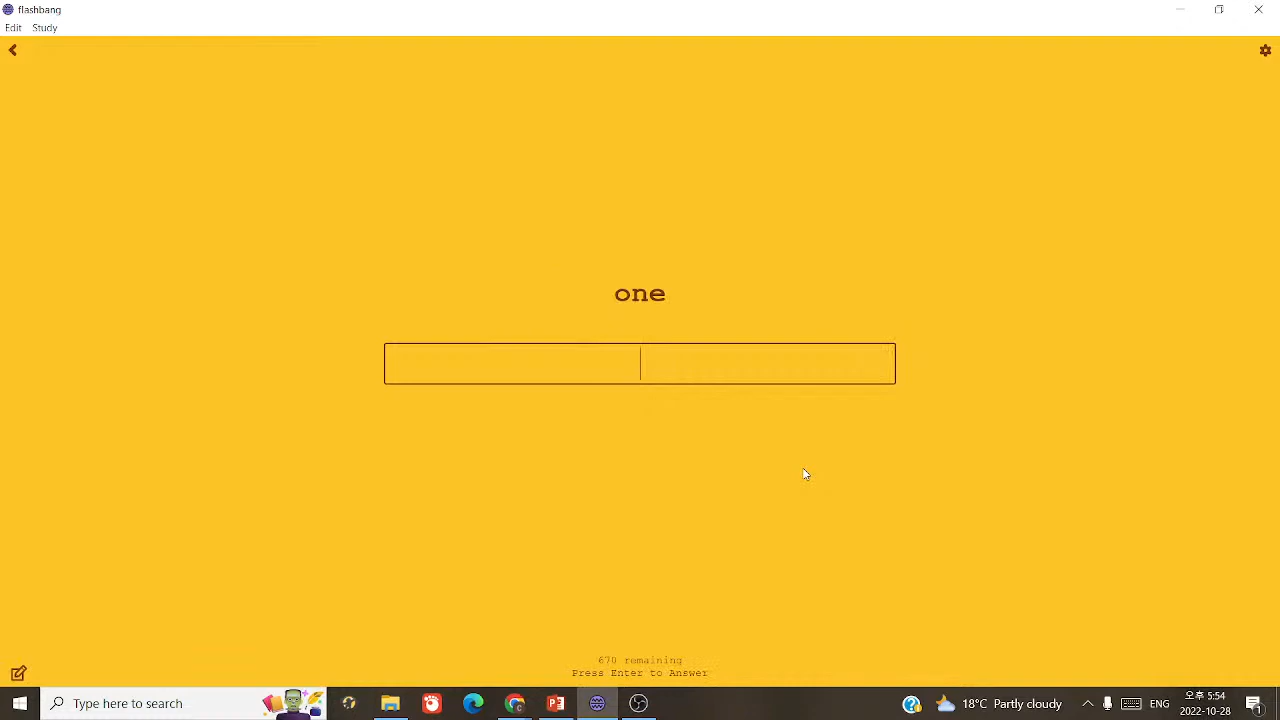 flashbang
Edit Study
one
670 remaining
Press Enter to Answer
Type here to search
18°C Partly cloudy
ENG
오후 5:54
2022-10-28
1